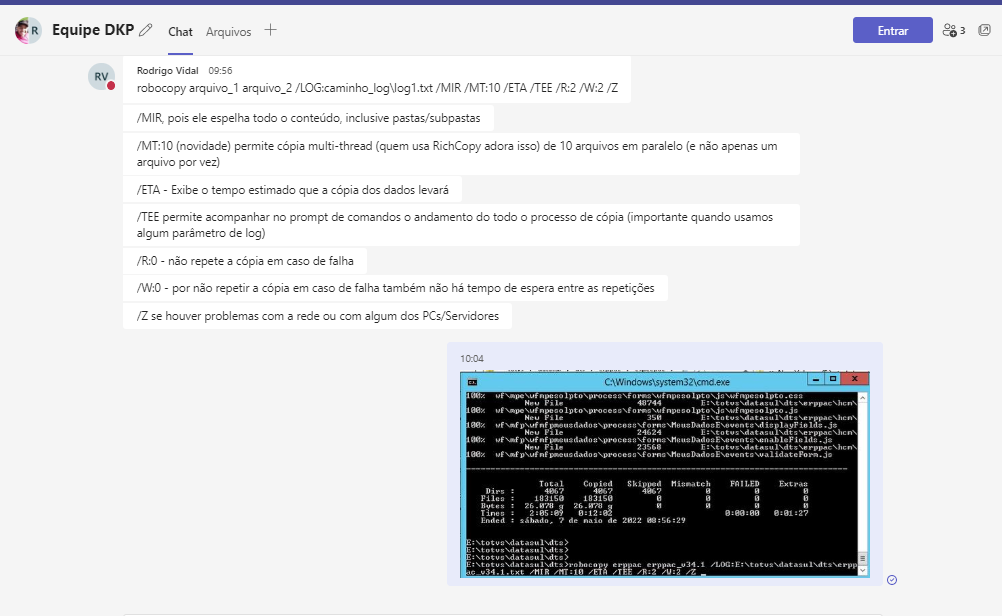 R
Equipe DKP
Chat
Arquivos
Entrar
3
RV
Rodrigo Vidal 09:56
robocopy arquivo_1 arquivo_2 /LOG:caminho_log\log1.txt /MIR /MT:10 /ETA /TEE /R:2 /W:2 /Z
/MIR, pois ele espelha todo o conteúdo, inclusive pastas/subpastas
/MT:10 (novidade) permite cópia multi-thread (quem usa RichCopy adora isso) de 10 arquivos em paralelo (e não apenas um
arquivo por vez)
/ETA - Exibe o tempo estimado que a cópia dos dados levará
/TEE permite acompanhar no prompt de comandos o andamento do todo o processo de cópia (importante quando usamos
algum parâmetro de log)
/R:0 - não repete a cópia em caso de falha
/W:0 - por não repetir a cópia em caso de falha também não há tempo de espera entre as repetições
/Z se houver problemas com a rede ou com algum dos PCs/Servidores
10:04
C:\Windows\system32\cmd.exe
100% wf\mpe\wfmpesolpto\process\forms\wfmpesolpto\js\wfmpesolpto.css
New File 48744 E:\totvs\datasul\dts\erppac\hcm\
100% wf\mpe\wfmpesolpto\process\forms\wfmpesolpto.js
New File 350 E:\totvs\datasul\dts\erppac\hcm\
100% wf\mfp\wfmfpmeusdados\process\forms\MeusDadosE\events\displayFields.js
New File 24624 E:\totvs\datasul\dts\erppac\hcm\
100% wf\mfp\wfmfpmeusdados\process\forms\MeusDadosE\events\enableFields.js
New File 23568 E:\totvs\datasul\dts\erppac\hcm\
100% wf\mfp\wfmfpmeusdados\process\forms\MeusDadosE\events\validateForm.js
Total Copied Skipped Mismatch FAILED Extras
Dirs : 4067 4067 4067 0 0 0
Files : 183150 183150 0 0 0 0
Bytes : 26.078 g 26.078 g 0 0 0 0
Times : 2:05:09 0:12:02 0:00:00 0:01:27
Ended : sábado, 7 de maio de 2022 08:56:29
E:\totvs\datasul\dts>
E:\totvs\datasul\dts>
E:\totvs\datasul\dts>
E:\totvs\datasul\dts>robocopy erppac erppac_v34.1 /LOG:E:\totvs\datasul\dts\erpp
ac_v34.1.txt /MIR /MT:10 /ETA /TEE /R:2 /W:2 /Z _